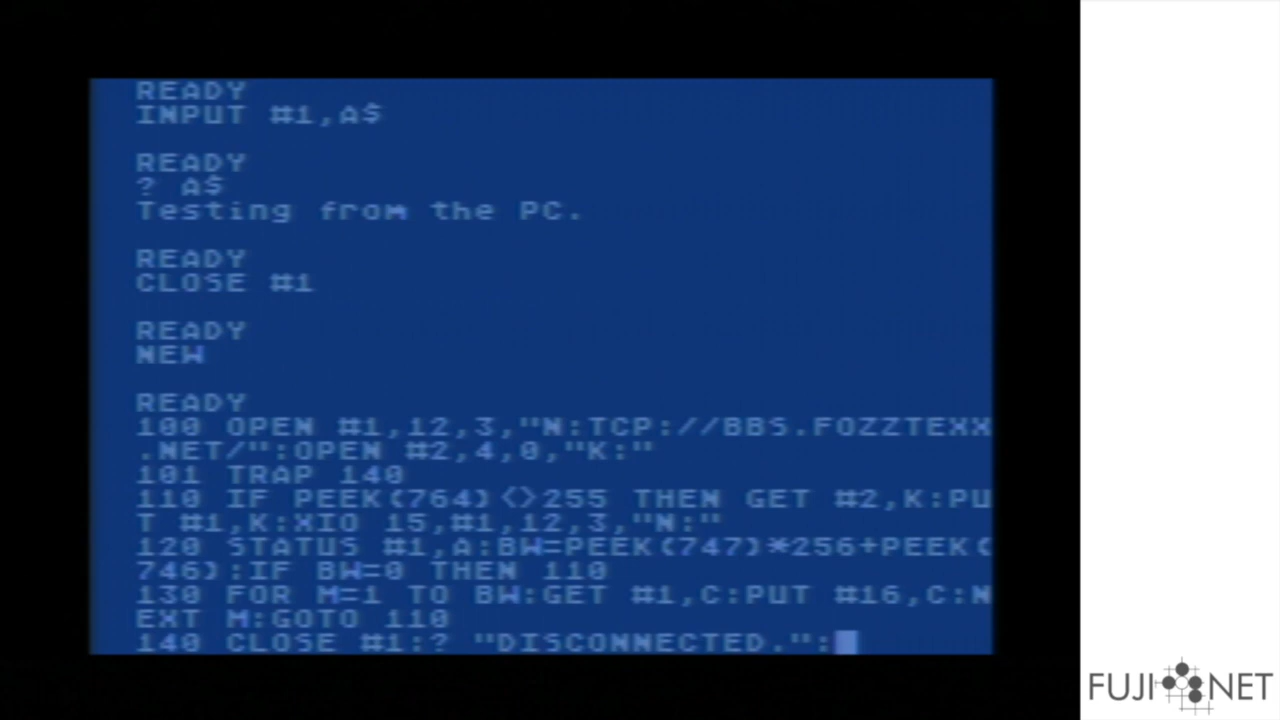 READY
INPUT #1,A$
READY
? A$
Testing from the PC.
READY
CLOSE #1
READY
NEW
READY
100 OPEN #1,12,3,"N:TCP://BBS.FOZZTEXX
.NET/":OPEN #2,4,0,"K:"
101 TRAP 140
110 IF PEEK(764)<>255 THEN GET #2,K:PU
T #1,K:XIO 15,#1,12,3,"N:"
120 STATUS #1,A:BW=PEEK(747)*256+PEEK(
746):IF BW=0 THEN 110
130 FOR M=1 TO BW:GET #1,C:PUT #16,C:N
EXT M:GOTO 110
140 CLOSE #1:? "DISCONNECTED.":
FUJINET